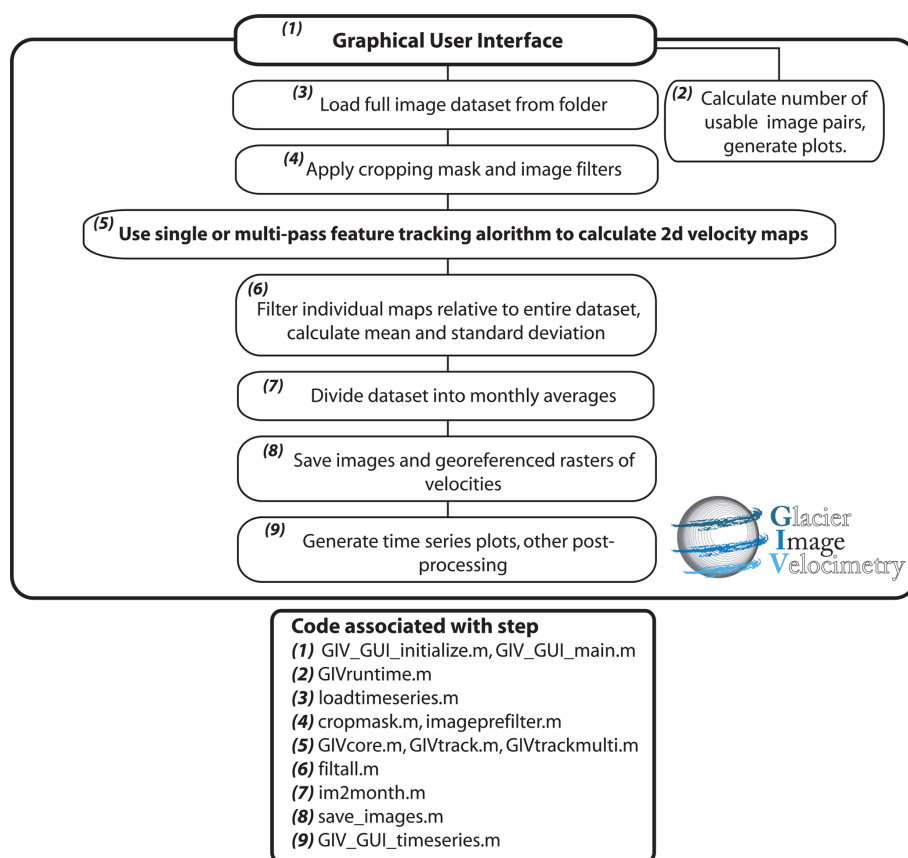 (1)
Graphical User Interface
(2) Calculate number of
usable image pairs,
generate plots.
(3)
Load full image dataset from folder
(4)
Apply cropping mask and image filters
(5)
Use single or multi-pass feature tracking alorithm to calculate 2d velocity maps
(6)
Filter individual maps relative to entire dataset,
calculate mean and standard deviation
(7)
Divide dataset into monthly averages
(8) Save images and georeferenced rasters of
velocities
(9)
Generate time series plots, other post-
processing
Glacier
Image
Velocimetry
Code associated with step
(1) GIV_GUI_initialize.m, GIV_GUI_main.m
(2) GIVruntime.m
(3) loadtimeseries.m
(4) cropmask.m, imageprefilter.m
(5) GIVcore.m, GIVtrack.m, GIVtrackmulti.m
(6) filtall.m
(7) im2month.m
(8) save_images.m
(9) GIV_GUI_timeseries.m